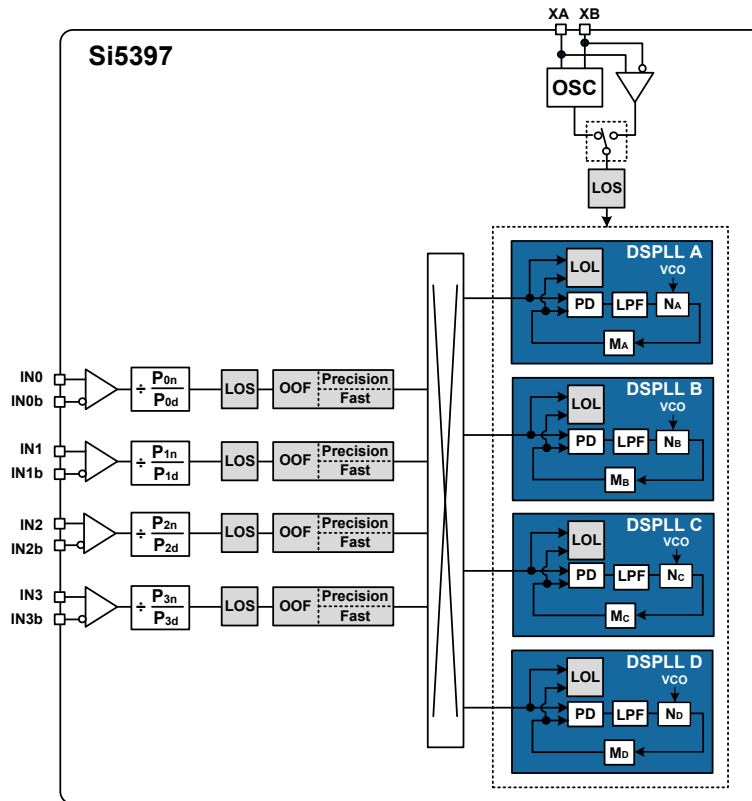 XA XB
Si5397
OSC
LOS
DSPLL A
VCO
LOL
PD LPF NA
MA
DSPLL B
VCO
LOL
PD LPF NB
MB
DSPLL C
VCO
LOL
PD LPF NC
MC
DSPLL D
VCO
LOL
PD LPF ND
MD
IN0
IN0b
÷ P0n
P0d
LOS
OOF
Precision
Fast
IN1
IN1b
÷ P1n
P1d
LOS
OOF
Precision
Fast
IN2
IN2b
÷ P2n
P2d
LOS
OOF
Precision
Fast
IN3
IN3b
÷ P3n
P3d
LOS
OOF
Precision
Fast